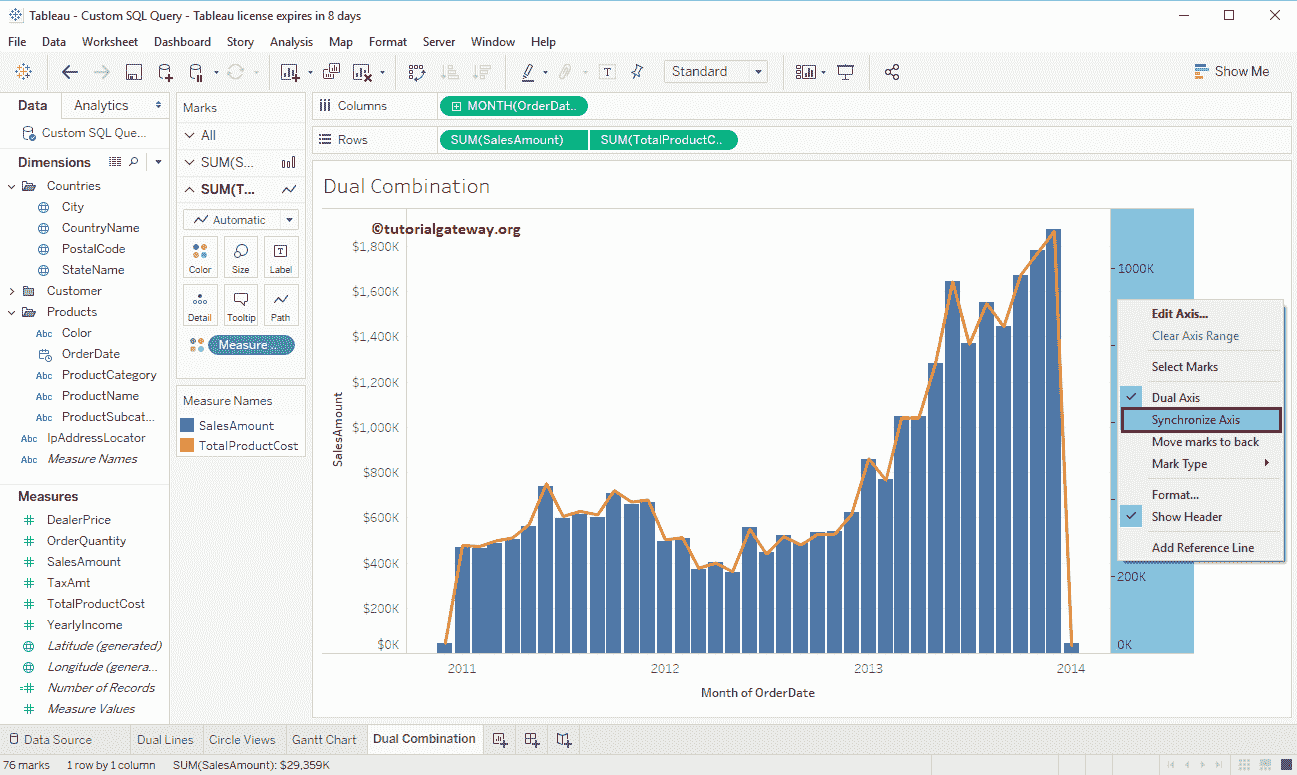 Tableau - Custom SQL Query - Tableau license expires in 8 days
File Data Worksheet Dashboard Story Analysis Map Format Server Window Help
Standard
Show Me
Data Analytics
Custom SQL Que...
Dimensions
Countries
City
CountryName
PostalCode
StateName
Customer
Products
Abc Color
OrderDate
Abc ProductCategory
Abc ProductName
Abc ProductSubcat...
Abc IpAddressLocator
Abc Measure Names
Measures
DealerPrice
OrderQuantity
SalesAmount
TaxAmt
TotalProductCost
YearlyIncome
Latitude (generated)
Longitude (genera...
Number of Records
Measure Values
Marks
All
SUM(S...
SUM(T...
Automatic
Color Size Label
Detail Tooltip Path
Measure ..
Measure Names
SalesAmount
TotalProductCost
Columns
MONTH(OrderDat..
Rows
SUM(SalesAmount) SUM(TotalProductC..
Dual Combination
©tutorialgateway.org
SalesAmount
$1,800K
$1,600K
$1,400K
$1,200K
$1,000K
$800K
$600K
$400K
$200K
$0K
2011 2012 2013 2014
Month of OrderDate
1000K
200K
0K
Edit Axis...
Clear Axis Range
Select Marks
Dual Axis
Synchronize Axis
Move marks to back
Mark Type
Format...
Show Header
Add Reference Line
Data Source Dual Lines Circle Views Gantt Chart Dual Combination
76 marks 1 row by 1 column SUM(SalesAmount): $29,359K